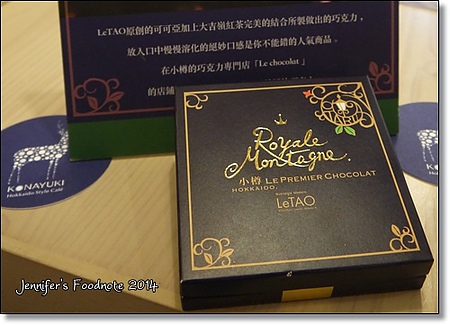 LeTAO原創的可可亞加上大吉嶺紅茶完美的結合所製做出的巧克力，
放入口中慢慢溶化的絕妙口感是你不能錯的人氣商品。
在小樽的巧克力專門店「Le chocolat 」
的店鋪
KONAYUKI
Hokkaido Style Café
Royale
Montagne.
小樽 LE PREMIER CHOCOLAT
HOKKAIDO,
LeTAO
Jennifer's Foodnote 2014